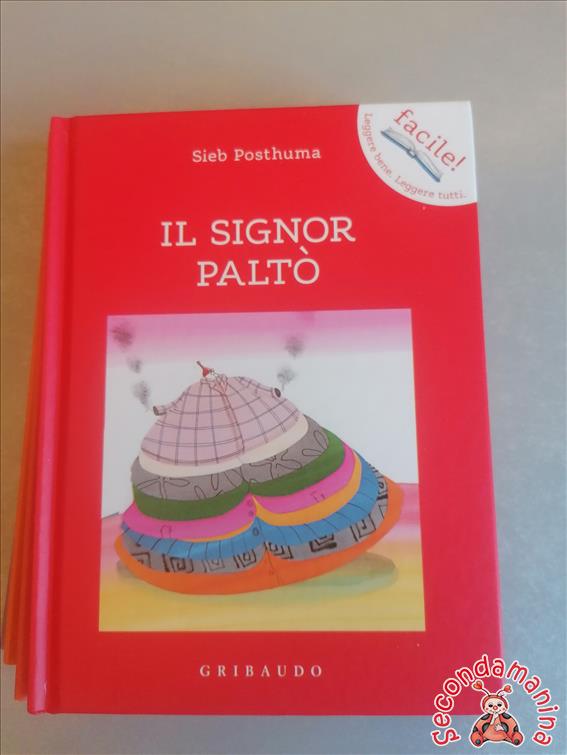 facile!
Leggere bene. Leggere tutti.
Sieb Posthuma
IL SIGNOR
PALTÒ
GRIBAUDO
Secondamanina